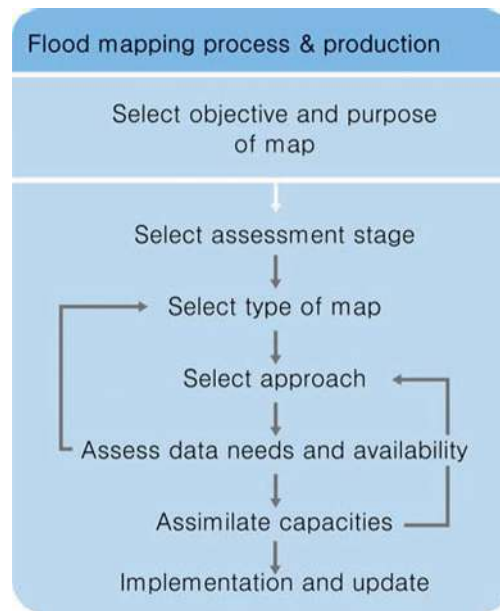 Flood mapping process & production
Select objective and purpose
of map
Select assessment stage
Select type of map
Select approach
Assess data needs and availability
Assimilate capacities
Implementation and update